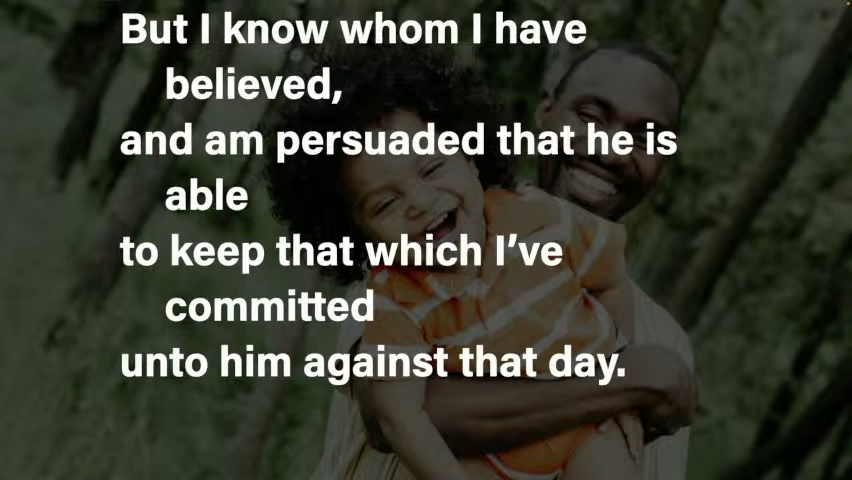 But I know whom I have
believed,
and am persuaded that he is
able
to keep that which I’ve
committed
unto him against that day.